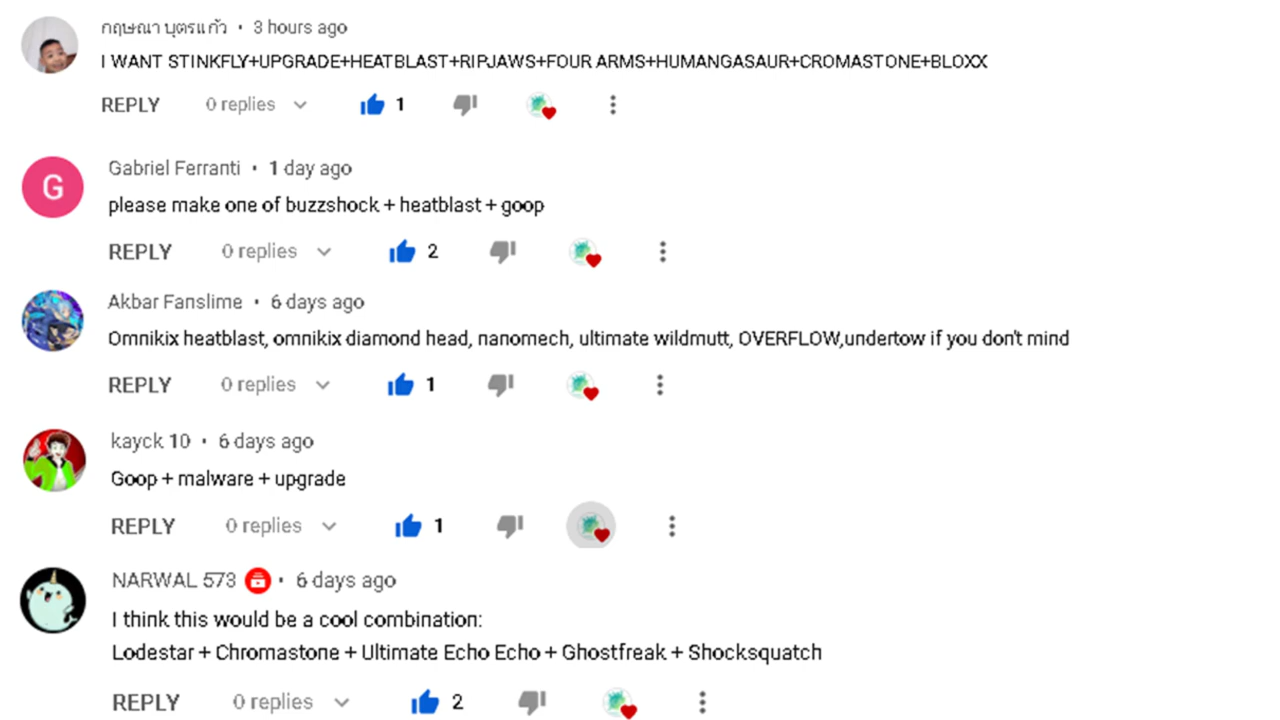 กฤษณา บุตรแก้ว • 3 hours ago
I WANT STINKFLY+UPGRADE+HEATBLAST+RIPJAWS+FOUR ARMS+HUMANGASAUR+CROMASTONE+BLOXX
REPLY 0 replies 1
G
Gabriel Ferranti • 1 day ago
please make one of buzzshock + heatblast + goop
REPLY 0 replies 2
Akbar Fanslime • 6 days ago
Omnikix heatblast, omnikix diamond head, nanomech, ultimate wildmutt, OVERFLOW,undertow if you don't mind
REPLY 0 replies 1
kayck 10 • 6 days ago
Goop + malware + upgrade
REPLY 0 replies 1
NARWAL 573 • 6 days ago
I think this would be a cool combination:
Lodestar + Chromastone + Ultimate Echo Echo + Ghostfreak + Shocksquatch
REPLY 0 replies 2